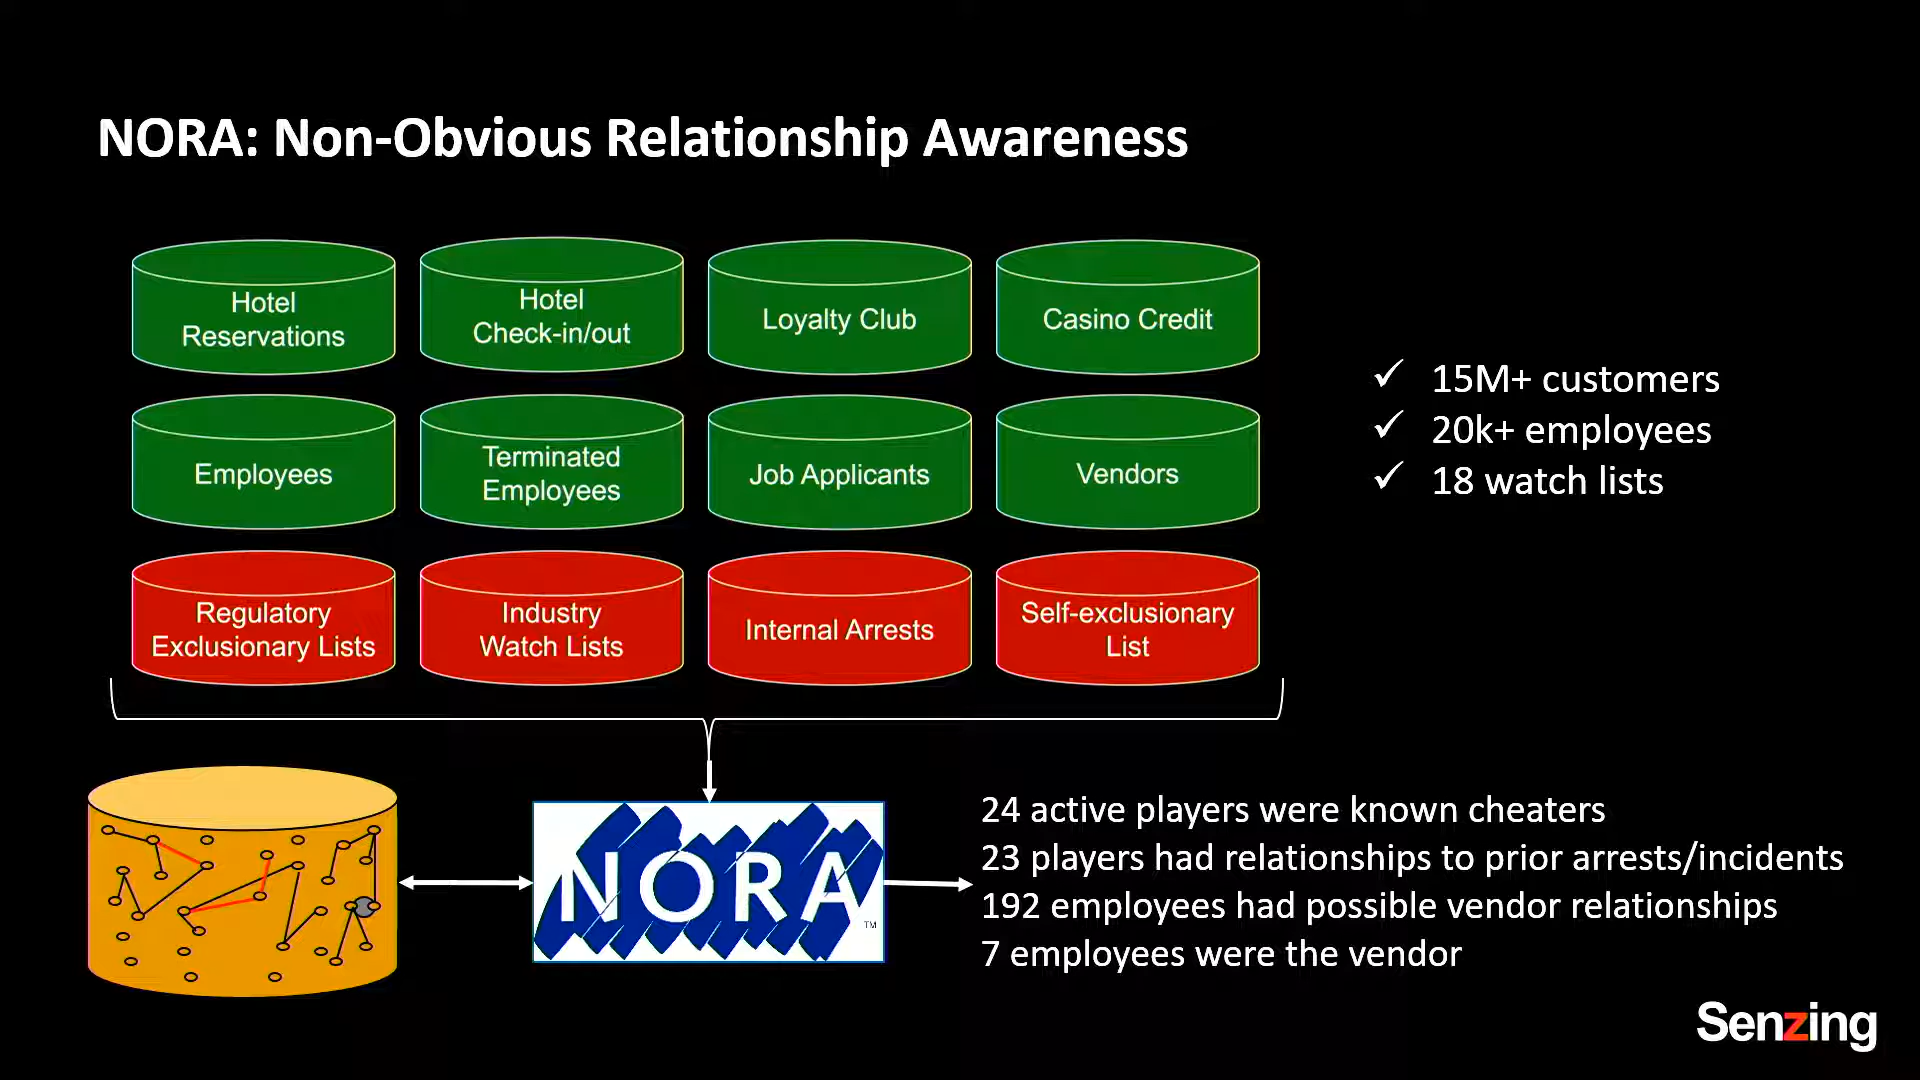 NORA: Non-Obvious Relationship Awareness
Hotel
Reservations
Hotel
Check-in/out
Loyalty Club
Casino Credit
Employees
Terminated
Employees
Job Applicants
Vendors
Regulatory
Exclusionary Lists
Industry
Watch Lists
Internal Arrests
Self-exclusionary
List
✓ 15M+ customers
✓ 20k+ employees
✓ 18 watch lists
NORA™
24 active players were known cheaters
23 players had relationships to prior arrests/incidents
192 employees had possible vendor relationships
7 employees were the vendor
Senzing